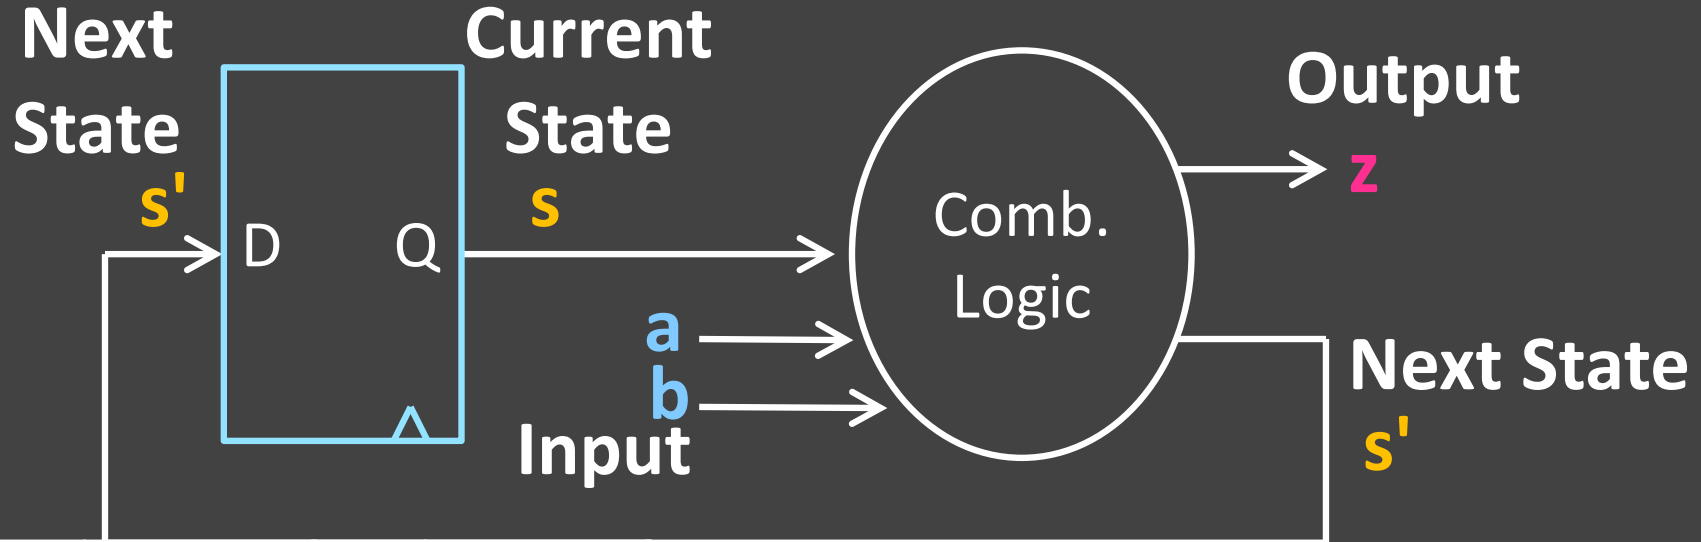 Next
State
s'
D
Q
Current
State
s
a
b
Input
Comb.
Logic
Output
z
Next State
s'